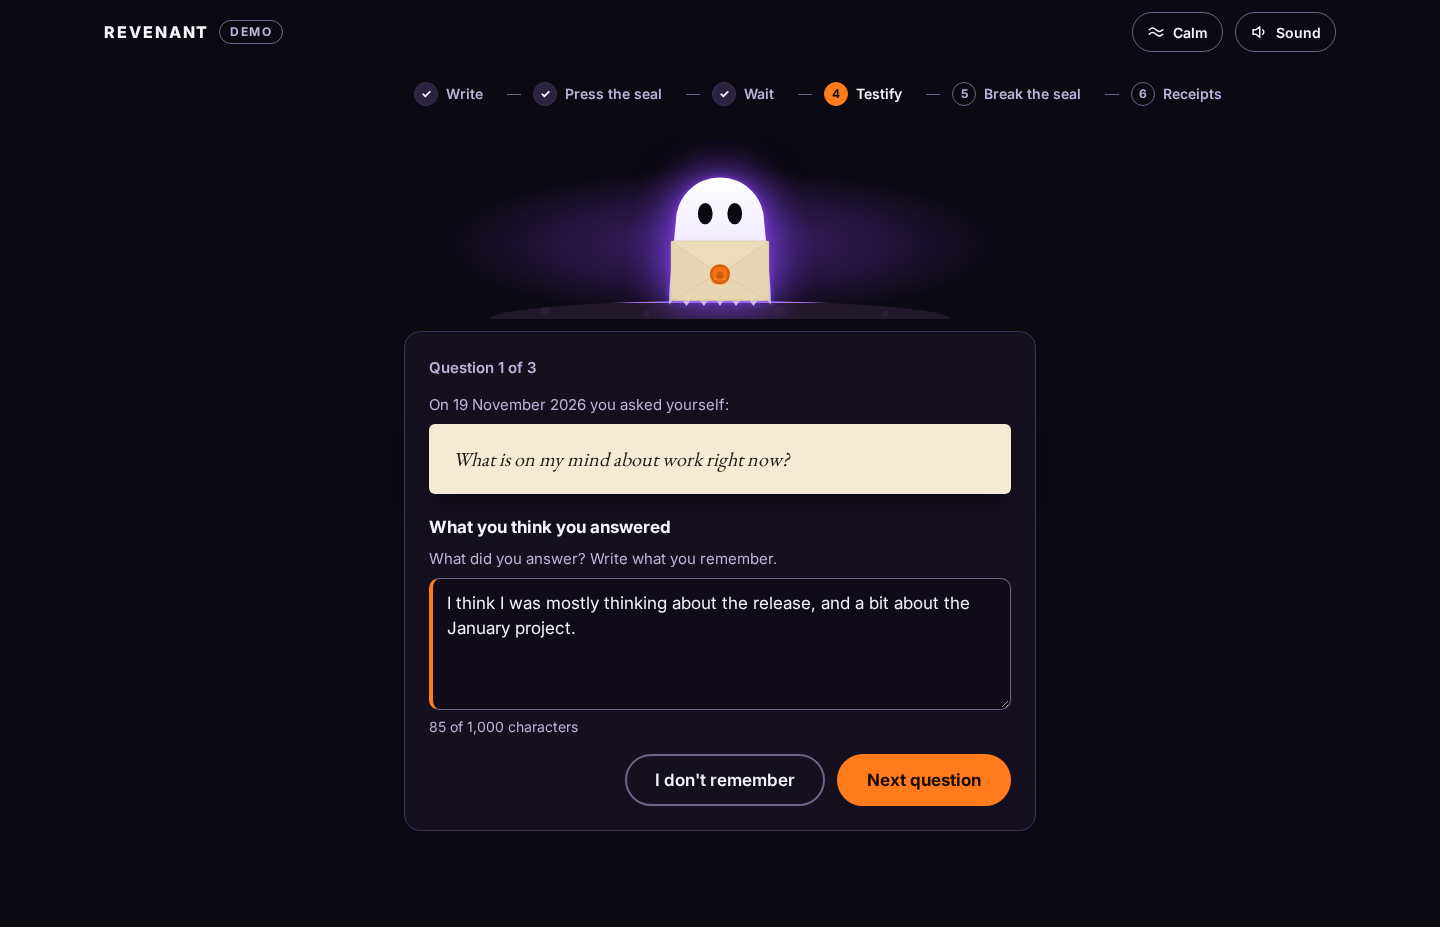 REVENANT DEMO
Calm
Sound
Write
Press the seal
Wait
4 Testify
5 Break the seal
6 Receipts
Question 1 of 3
On 19 November 2026 you asked yourself:
What is on my mind about work right now?
What you think you answered
What did you answer? Write what you remember.
I think I was mostly thinking about the release, and a bit about the
January project.
85 of 1,000 characters
I don't remember
Next question